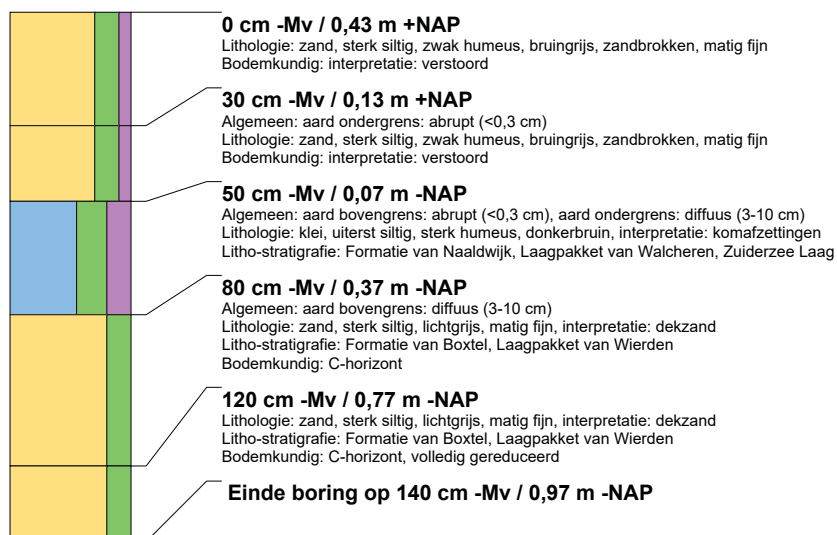 0 cm -Mv / 0,43 m +NAP
Lithologie: zand, sterk siltig, zwak humeus, bruingrijs, zandbrokken, matig fijn
Bodemkundig: interpretatie: verstoord
30 cm -Mv / 0,13 m +NAP
Algemeen: aard ondergrens: abrupt (<0,3 cm)
Lithologie: zand, sterk siltig, zwak humeus, bruingrijs, zandbrokken, matig fijn
Bodemkundig: interpretatie: verstoord
50 cm -Mv / 0,07 m -NAP
Algemeen: aard bovengrens: abrupt (<0,3 cm), aard ondergrens: diffuus (3-10 cm)
Lithologie: klei, uiterst siltig, sterk humeus, donkerbruin, interpretatie: komafzettingen
Litho-stratigrafie: Formatie van Naaldwijk, Laagpakket van Walcheren, Zuiderzee Laag
80 cm -Mv / 0,37 m -NAP
Algemeen: aard bovengrens: diffuus (3-10 cm)
Lithologie: zand, sterk siltig, lichtgrijs, matig fijn, interpretatie: dekzand
Litho-stratigrafie: Formatie van Boxtel, Laagpakket van Wierden
Bodemkundig: C-horizont
120 cm -Mv / 0,77 m -NAP
Lithologie: zand, sterk siltig, lichtgrijs, matig fijn, interpretatie: dekzand
Litho-stratigrafie: Formatie van Boxtel, Laagpakket van Wierden
Bodemkundig: C-horizont, volledig gereduceerd
Einde boring op 140 cm -Mv / 0,97 m -NAP